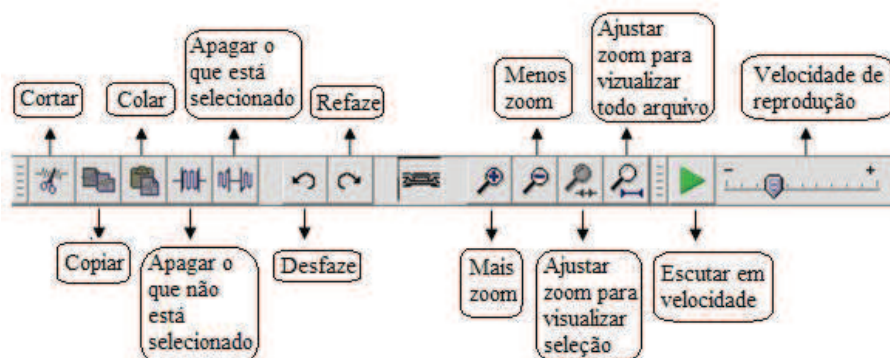 Cortar
Colar
Apagar o
que está
selecionado
Refaze
Menos
zoom
Ajustar
zoom para
vizualizar
todo arquivo
Velocidade de
reprodução
- +
Copiar
Apagar o
que não
está
selecionado
Desfaze
Mais
zoom
Ajustar
zoom para
visualizar
seleção
Escutar em
velocidade